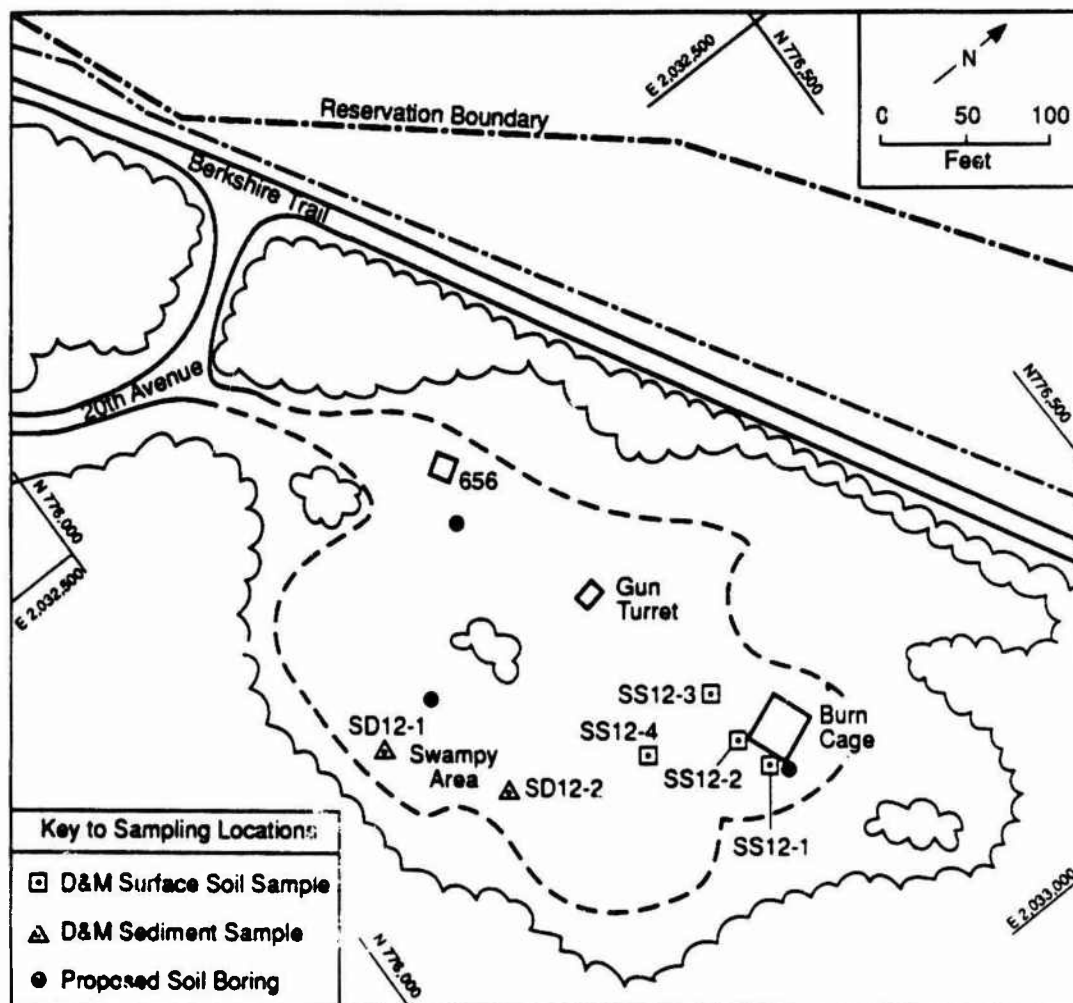 E 2,032,500
N 776,500
N
0 50 100
Feet
Reservation Boundary
Berkshire Trail
20th Avenue
N776,500
656
N 776,000
E 2,032,500
Gun
Turret
SS12-3
Burn
Cage
SD12-1
SS12-4
Swampy
Area
SS12-2
SD12-2
SS12-1
Key to Sampling Locations
D&M Surface Soil Sample
D&M Sediment Sample
Proposed Soil Boring
N 776,000
E 2,033,000